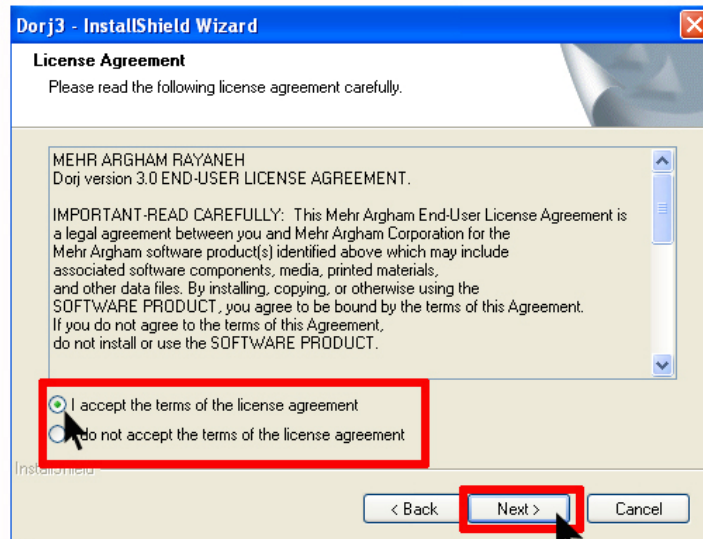 Dorj3 - InstallShield Wizard
License Agreement
Please read the following license agreement carefully.
MEHR ARGHAM RAYANEH
Dorj version 3.0 END-USER LICENSE AGREEMENT.
IMPORTANT-READ CAREFULLY: This Mehr Argham End-User License Agreement is
a legal agreement between you and Mehr Argham Corporation for the
Mehr Argham software product(s) identified above which may include
associated software components, media, printed materials,
and other data files. By installing, copying, or otherwise using the
SOFTWARE PRODUCT, you agree to be bound by the terms of this Agreement.
If you do not agree to the terms of this Agreement,
do not install or use the SOFTWARE PRODUCT.
I accept the terms of the license agreement
do not accept the terms of the license agreement
InstallShield
< Back Next > Cancel